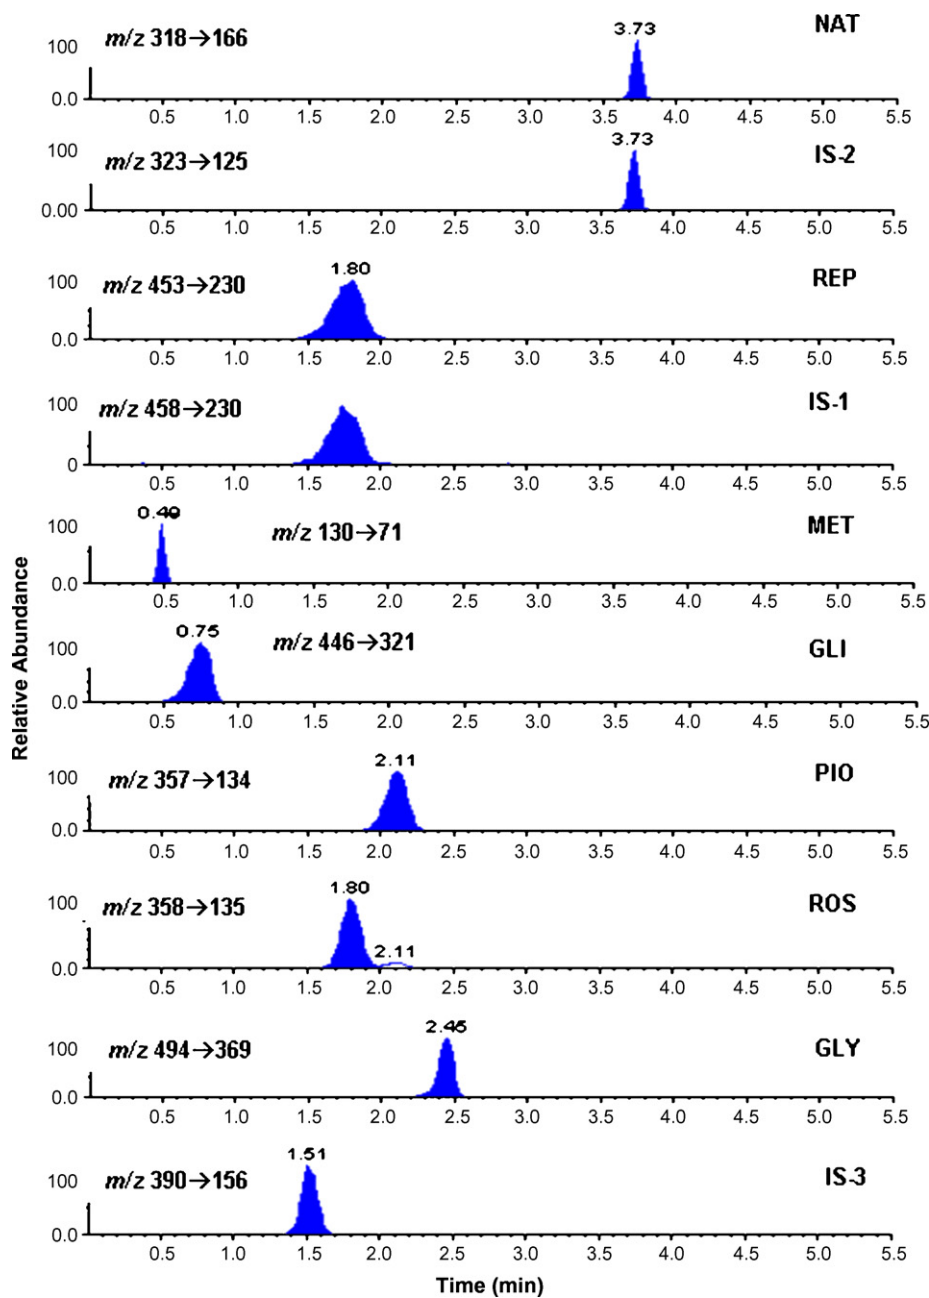 NAT
m/z 318→166
3.73
100
0.0
0.5 1.0 1.5 2.0 2.5 3.0 3.5 4.0 4.5 5.0 5.5
IS-2
m/z 323→125
3.73
100
0.00
0.5 1.0 1.5 2.0 2.5 3.0 3.5 4.0 4.5 5.0 5.5
REP
m/z 453→230
1.80
100
0.0
0.5 1.0 1.5 2.0 2.5 3.0 3.5 4.0 4.5 5.0 5.5
IS-1
m/z 458→230
100
0
0.5 1.0 1.5 2.0 2.5 3.0 3.5 4.0 4.5 5.0 5.5
MET
m/z 130→71
0.49
100
0.0
0.5 1.0 1.5 2.0 2.5 3.0 3.5 4.0 4.5 5.0 5.5
GLI
m/z 446→321
0.75
100
0.0
0.5 1.0 1.5 2.0 2.5 3.0 3.5 4.0 4.5 5.0 5.5
PIO
m/z 357→134
2.11
100
0.0
0.5 1.0 1.5 2.0 2.5 3.0 3.5 4.0 4.5 5.0 5.5
ROS
m/z 358→135
1.80
2.11
100
0.0
0.5 1.0 1.5 2.0 2.5 3.0 3.5 4.0 4.5 5.0 5.5
GLY
m/z 494→369
2.45
100
0.0
0.5 1.0 1.5 2.0 2.5 3.0 3.5 4.0 4.5 5.0 5.5
IS-3
m/z 390→156
1.51
100
0.0
0.5 1.0 1.5 2.0 2.5 3.0 3.5 4.0 4.5 5.0 5.5
Relative Abundance
Time (min)